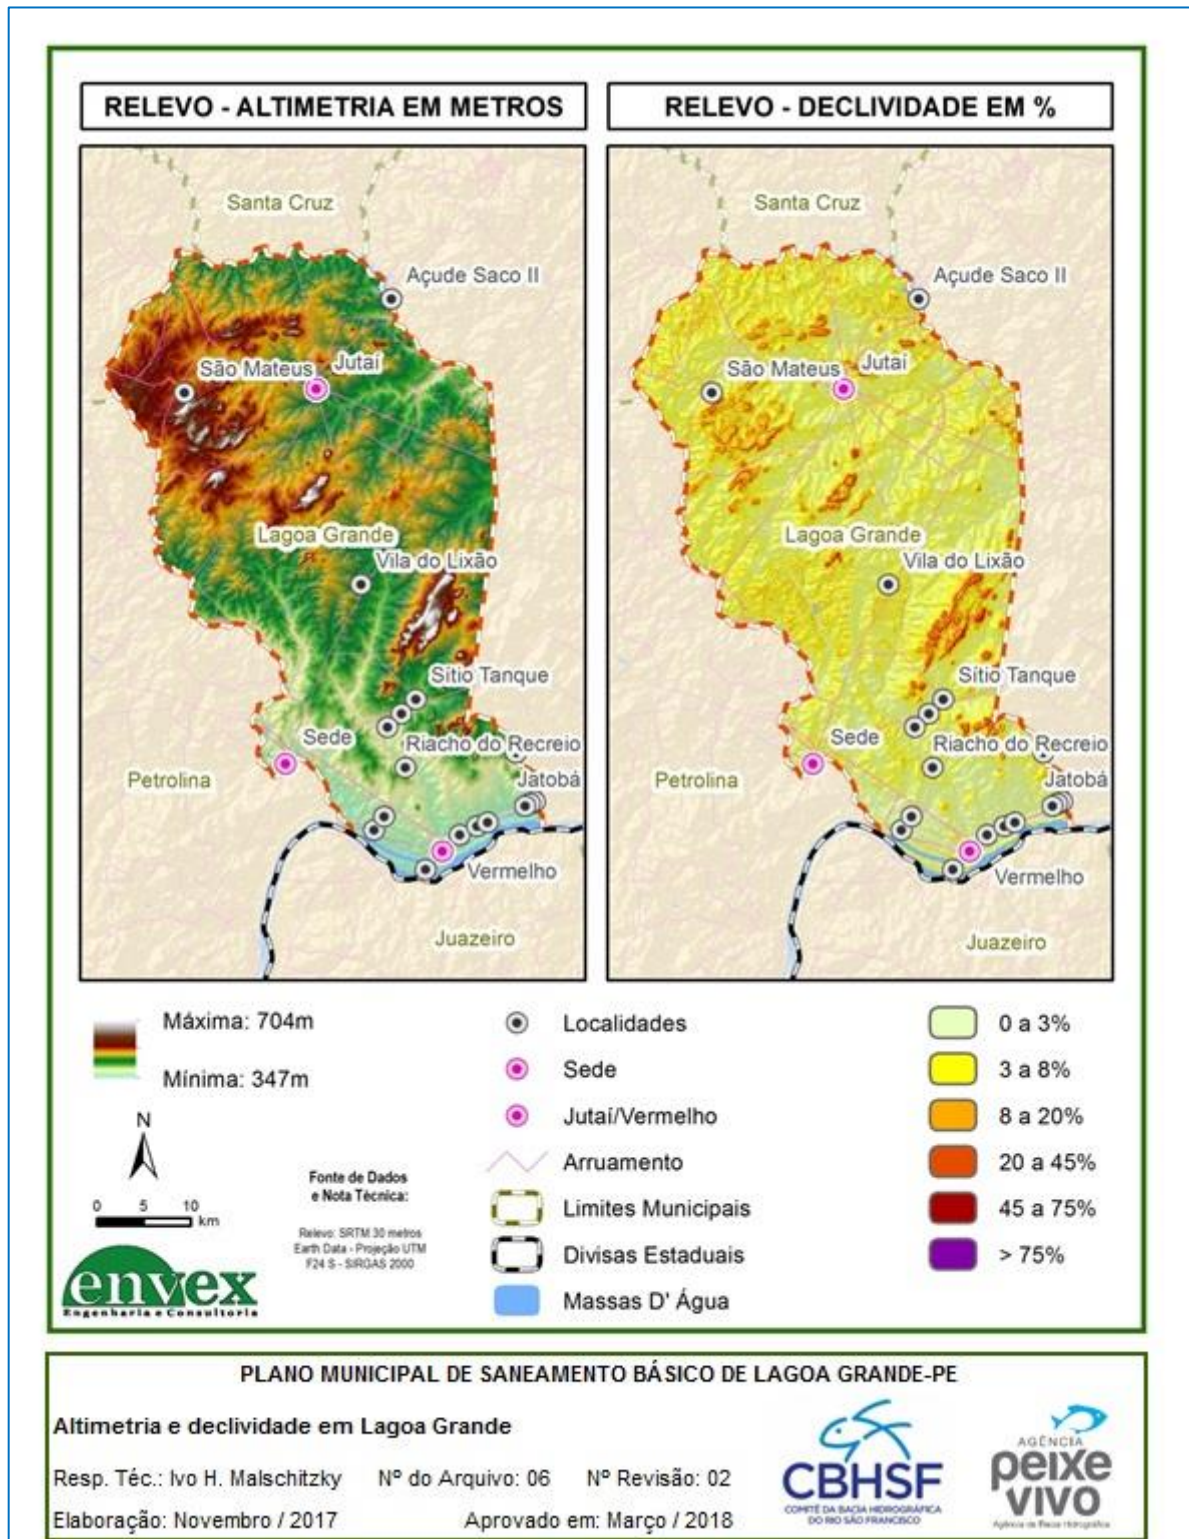 RELEVO - ALTIMETRIA EM METROS
RELEVO - DECLIVIDADE EM %
Santa Cruz
Açude Saco II
São Mateus
Jutaí
Lagoa Grande
Vila do Lixão
Sítio Tanque
Sede
Riacho do Recreio
Petrolina
Jatobá
Vermelho
Juazeiro
Santa Cruz
Açude Saco II
São Mateus
Jutaí
Lagoa Grande
Vila do Lixão
Sítio Tanque
Sede
Riacho do Recreio
Petrolina
Jatobá
Vermelho
Juazeiro
Máxima: 704m
Mínima: 347m
N
0 5 10
km
Fonte de Dados
e Nota Técnica:
Relevo: SRTM 30 metros
Earth Data - Projeção UTM
F24 S - SIRGAS 2000
envex
Engenharia e Consultoria
Localidades
Sede
Jutaí/Vermelho
Arruamento
Limites Municipais
Divisas Estaduais
Massas D' Água
0 a 3%
3 a 8%
8 a 20%
20 a 45%
45 a 75%
> 75%
PLANO MUNICIPAL DE SANEAMENTO BÁSICO DE LAGOA GRANDE-PE
Altimetria e declividade em Lagoa Grande
Resp. Téc.: Ivo H. Malschitzky Nº do Arquivo: 06 Nº Revisão: 02
Elaboração: Novembro / 2017 Aprovado em: Março / 2018
CBHSF
COMITÊ DA BACIA HIDROGRÁFICA
DO RIO SÃO FRANCISCO
AGÊNCIA
peixe
vivo
Agência de Bacia Hidrográfica